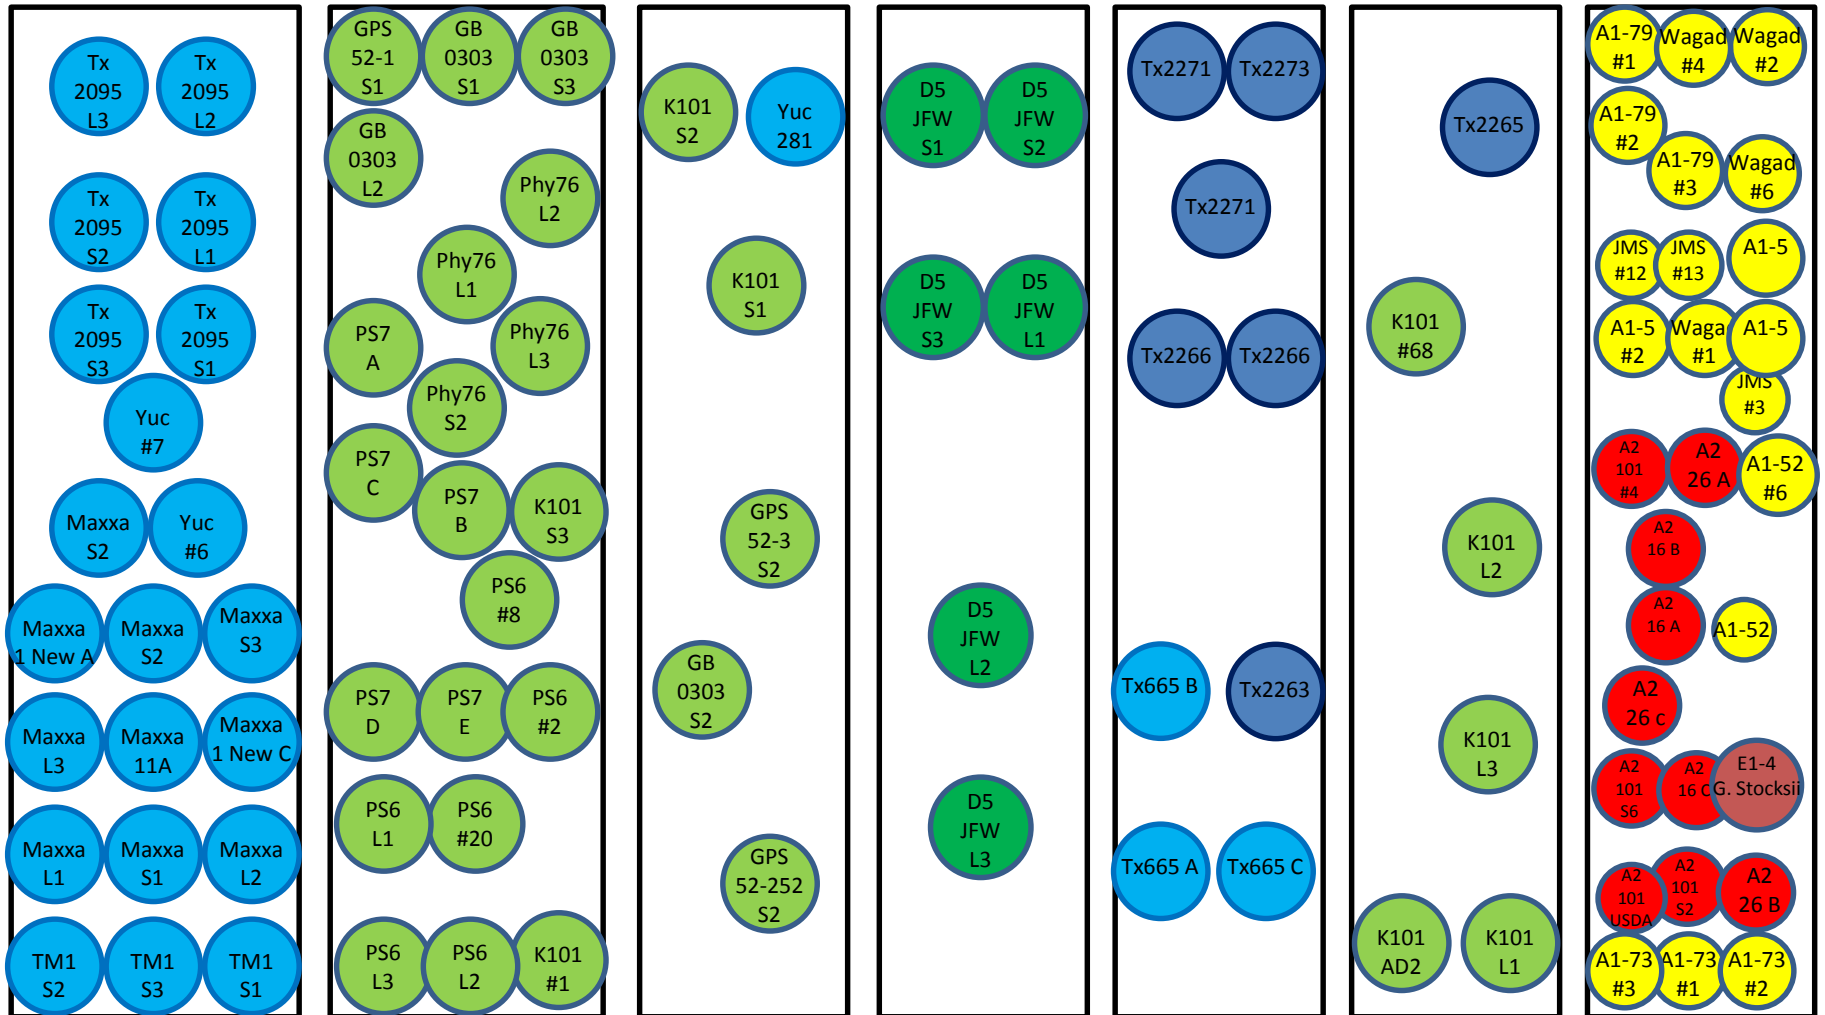 Tx
2095
L3
Tx
2095
L2
Tx
2095
S2
Tx
2095
L1
Tx
2095
S3
Tx
2095
S1
Yuc
#7
Maxxa
S2
Yuc
#6
Maxxa
1 New A
Maxxa
S2
Maxxa
S3
Maxxa
L3
Maxxa
11A
Maxxa
1 New C
Maxxa
L1
Maxxa
S1
Maxxa
L2
TM1
S2
TM1
S3
TM1
S1
GPS
52-1
S1
GB
0303
S1
GB
0303
S3
GB
0303
L2
Phy76
L2
Phy76
L1
PS7
A
Phy76
L3
Phy76
S2
PS7
C
PS7
B
K101
S3
PS6
#8
PS7
D
PS7
E
PS6
#2
PS6
L1
PS6
#20
PS6
L3
PS6
L2
K101
#1
K101
S2
Yuc
281
K101
S1
GPS
52-3
S2
GB
0303
S2
GPS
52-252
S2
D5
JFW
S1
D5
JFW
S2
D5
JFW
S3
D5
JFW
L1
D5
JFW
L2
D5
JFW
L3
Tx2271
Tx2273
Tx2271
Tx2266
Tx2266
Tx665 B
Tx2263
Tx665 A
Tx665 C
Tx2265
K101
#68
K101
L2
K101
L3
K101
AD2
K101
L1
A1-79
#1
Wagad
#4
Wagad
#2
A1-79
#2
A1-79
#3
Wagad
#6
JMS
#12
JMS
#13
A1-5
A1-5
#2
Wagad
#1
A1-5
JMS
#3
A2
101
#4
A2
26 A
A1-52
#6
A2
16 B
A2
16 A
A1-52
A2
26 c
A2
101
S6
A2
16 C
E1-4
G. Stocksii
A2
101
USDA
A2
101
S2
A2
26 B
A1-73
#3
A1-73
#1
A1-73
#2